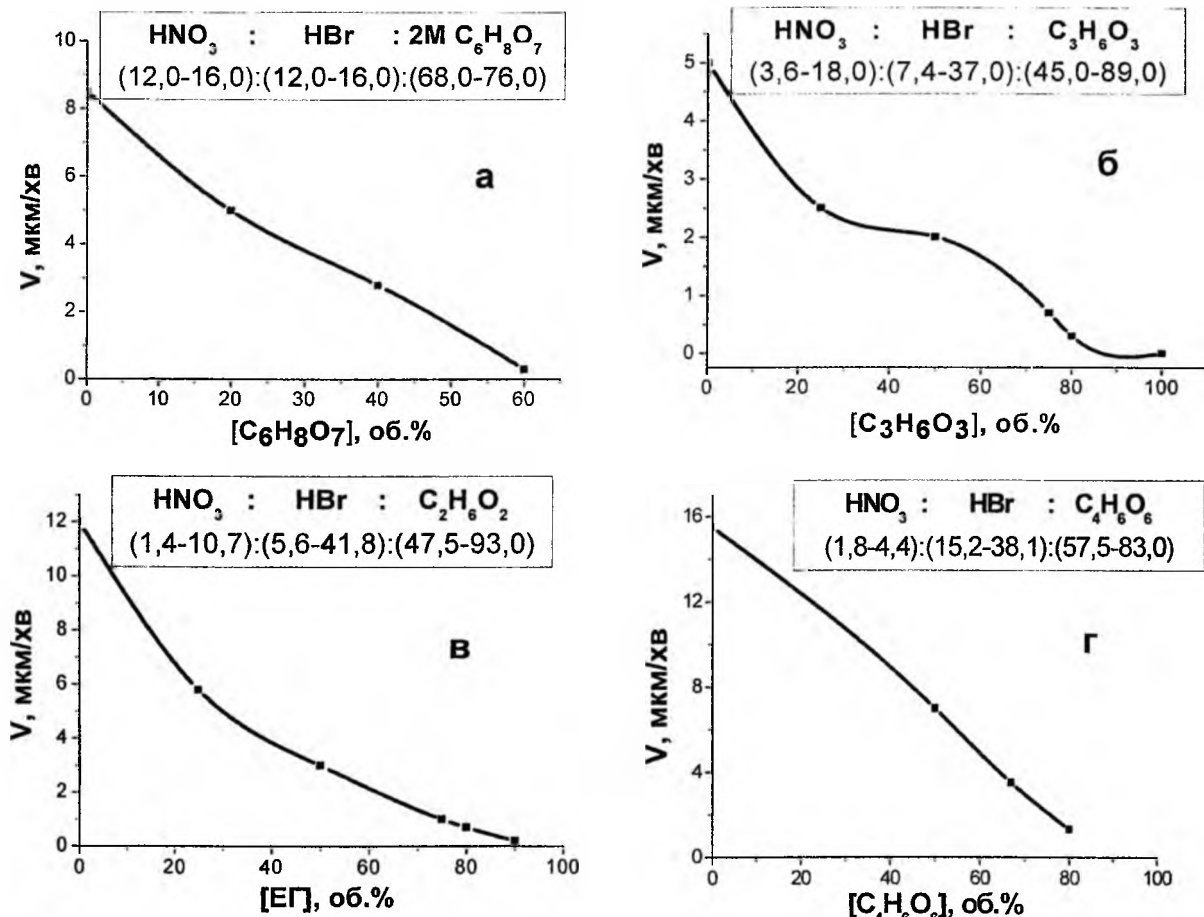 HNO₃ : HBr : 2M C₆H₈O₇
(12,0-16,0):(12,0-16,0):(68,0-76,0)
10
8
6
4
2
0
V, мкм/хв
а
0 10 20 30 40 50 60
[C₆H₈O₇], об.%
HNO₃ : HBr : C₃H₆O₃
(3,6-18,0):(7,4-37,0):(45,0-89,0)
5
4
3
2
1
0
V, мкм/хв
б
0 20 40 60 80 100
[C₃H₆O₃], об.%
HNO₃ : HBr : C₂H₆O₂
(1,4-10,7):(5,6-41,8):(47,5-93,0)
12
10
8
6
4
2
0
V, мкм/хв
в
0 20 40 60 80 100
[ЕГ], об.%
HNO₃ : HBr : C₄H₆O₆
(1,8-4,4):(15,2-38,1):(57,5-83,0)
16
12
8
4
0
V, мкм/хв
г
0 20 40 60 80 100
[C₄H₆O₆], об.%